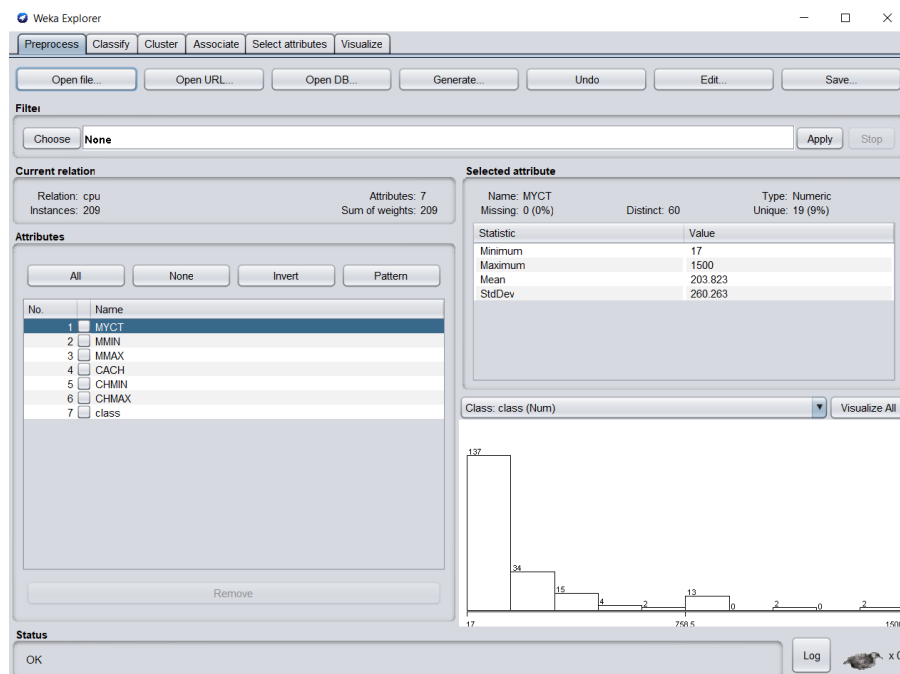 Weka Explorer
Preprocess Classify Cluster Associate Select attributes Visualize
Open file... Open URL... Open DB... Generate... Undo Edit... Save...
Filter
Choose None Apply Stop
Current relation
Relation: cpu Attributes: 7
Instances: 209 Sum of weights: 209
Selected attribute
Name: MYCT Type: Numeric
Missing: 0 (0%) Distinct: 60 Unique: 19 (9%)
Statistic Value
Minimum 17
Maximum 1500
Mean 203.823
StdDev 260.263
Attributes
All None Invert Pattern
No. Name
1 MYCT
2 MMIN
3 MMAX
4 CACH
5 CHMIN
6 CHMAX
7 class
Remove
Class: class (Num) Visualize All
137
34
15
4
2
13
0
2
0
2
17 758.5
Status
OK
Log x